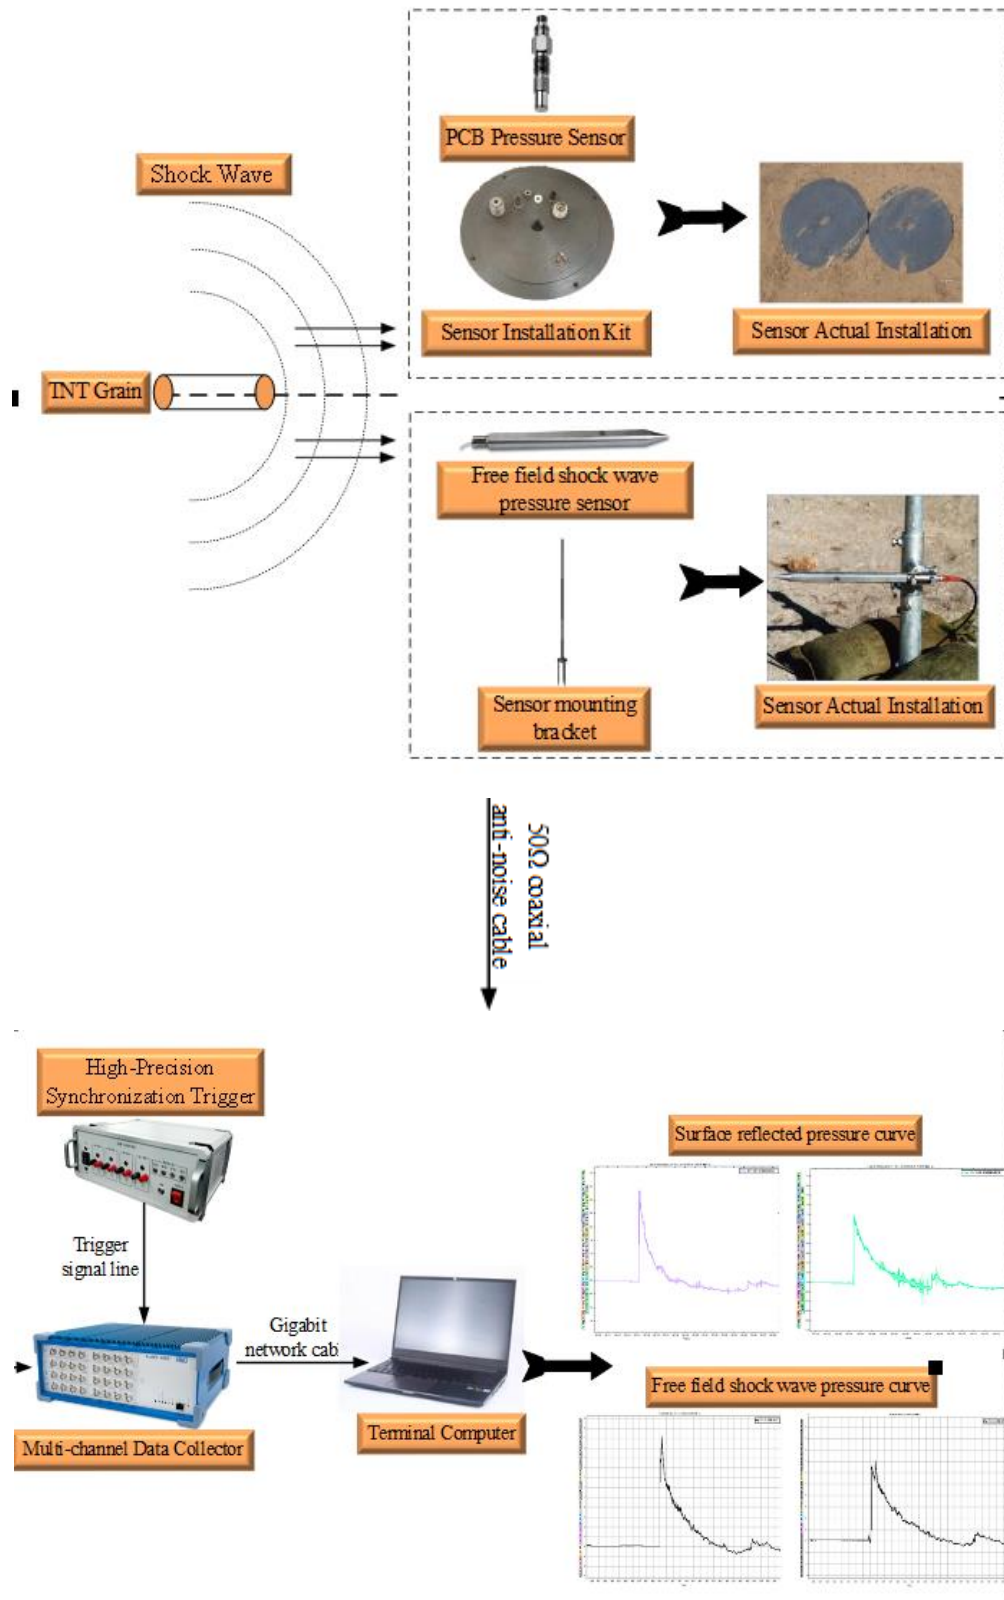 PCB Pressure Sensor
Shock Wave
Sensor Installation Kit
Sensor Actual Installation
TNT Grain
Free field shock wave
pressure sensor
Sensor mounting
bracket
Sensor Actual Installation
50Ω coaxial
anti-noise cable
High-Precision
Synchronization Trigger
Surface reflected pressure curve
Trigger
signal line
Gigabit
network cabl
Free field shock wave pressure curve
Terminal Computer
Multi-channel Data Collector